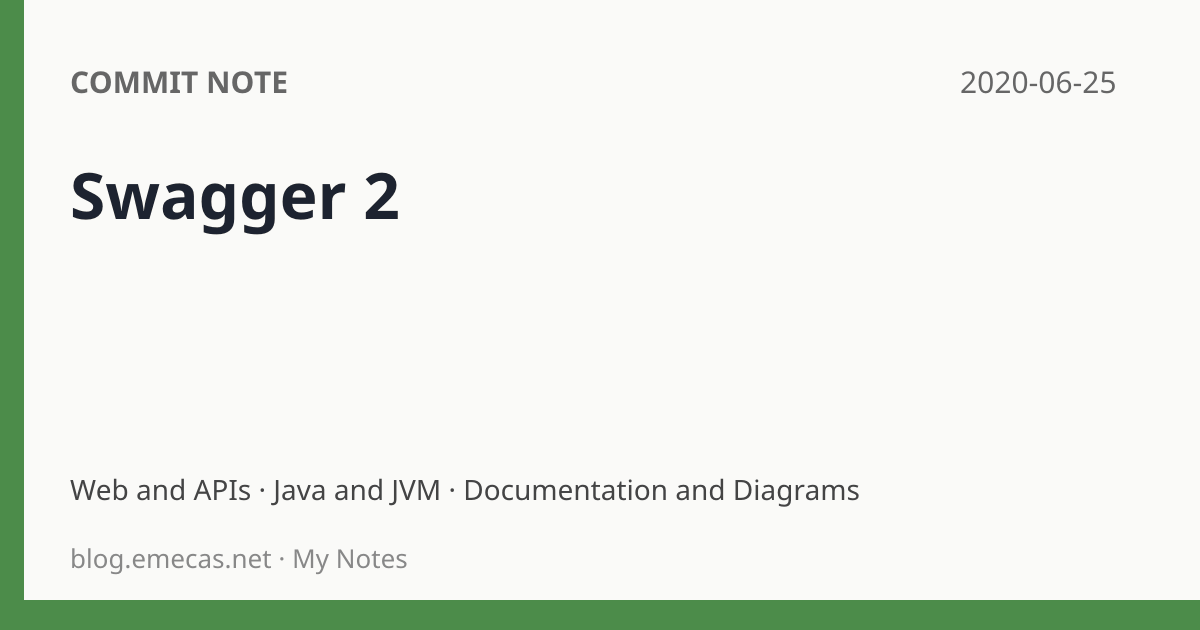 COMMIT NOTE
2020-06-25
Swagger 2
Web and APIs · Java and JVM · Documentation and Diagrams
blog.emecas.net · My Notes